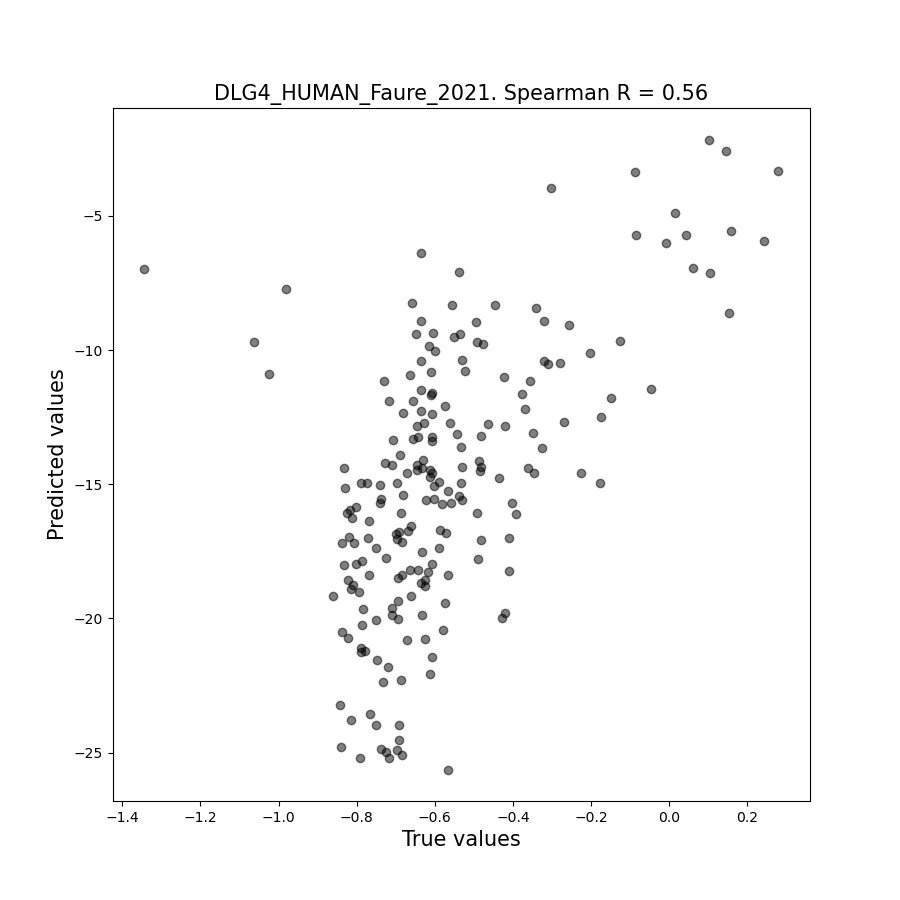 DLG4_HUMAN_Faure_2021. Spearman R = 0.56
Predicted values
−5
−10
−15
−20
−25
−1.4 −1.2 −1.0 −0.8 −0.6 −0.4 −0.2 0.0 0.2
True values